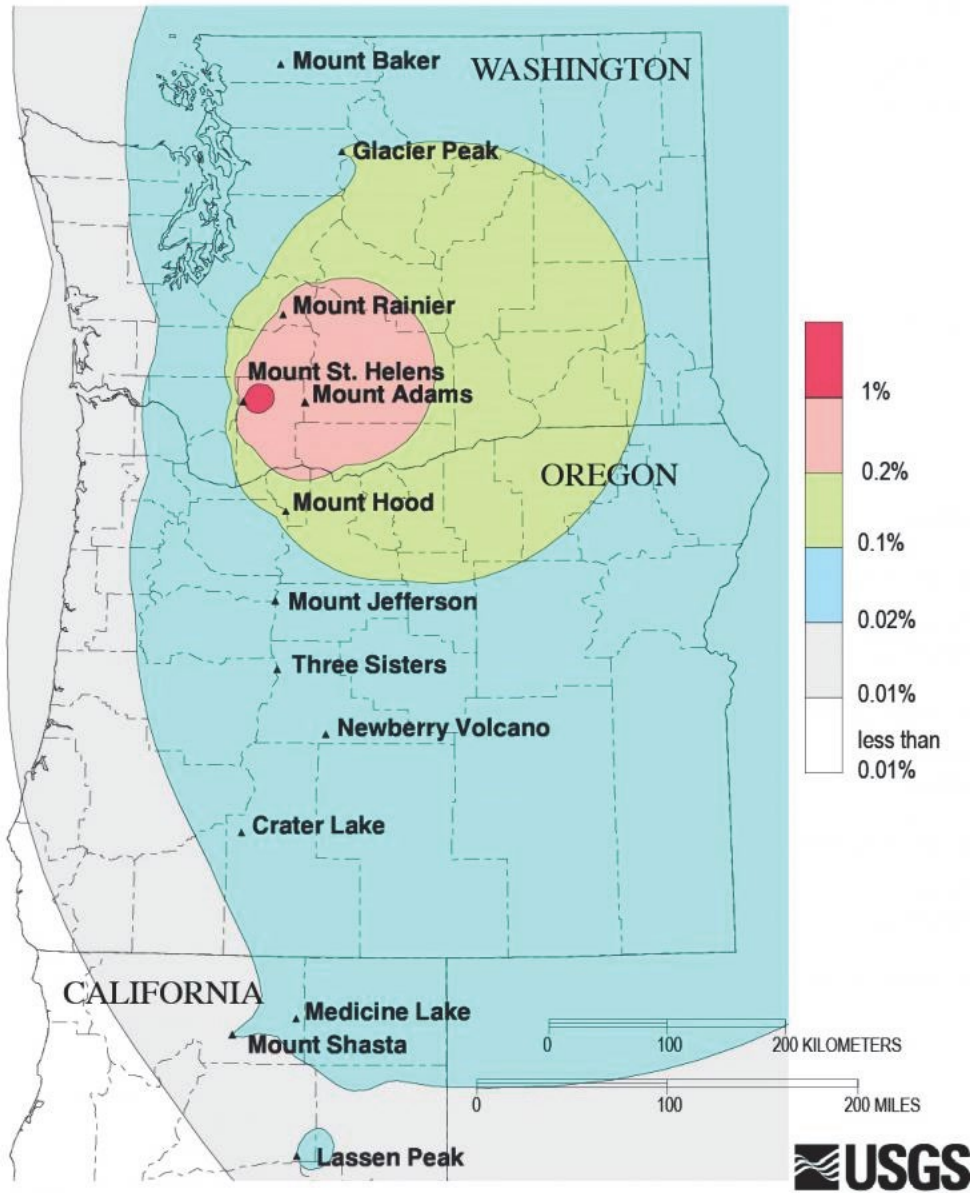 Mount Baker
WASHINGTON
Glacier Peak
Mount Rainier
Mount St. Helens
Mount Adams
OREGON
Mount Hood
Mount Jefferson
Three Sisters
Newberry Volcano
Crater Lake
CALIFORNIA
Medicine Lake
Mount Shasta
Lassen Peak
1%
0.2%
0.1%
0.02%
0.01%
less than
0.01%
0 100 200 KILOMETERS
0 100 200 MILES
USGS